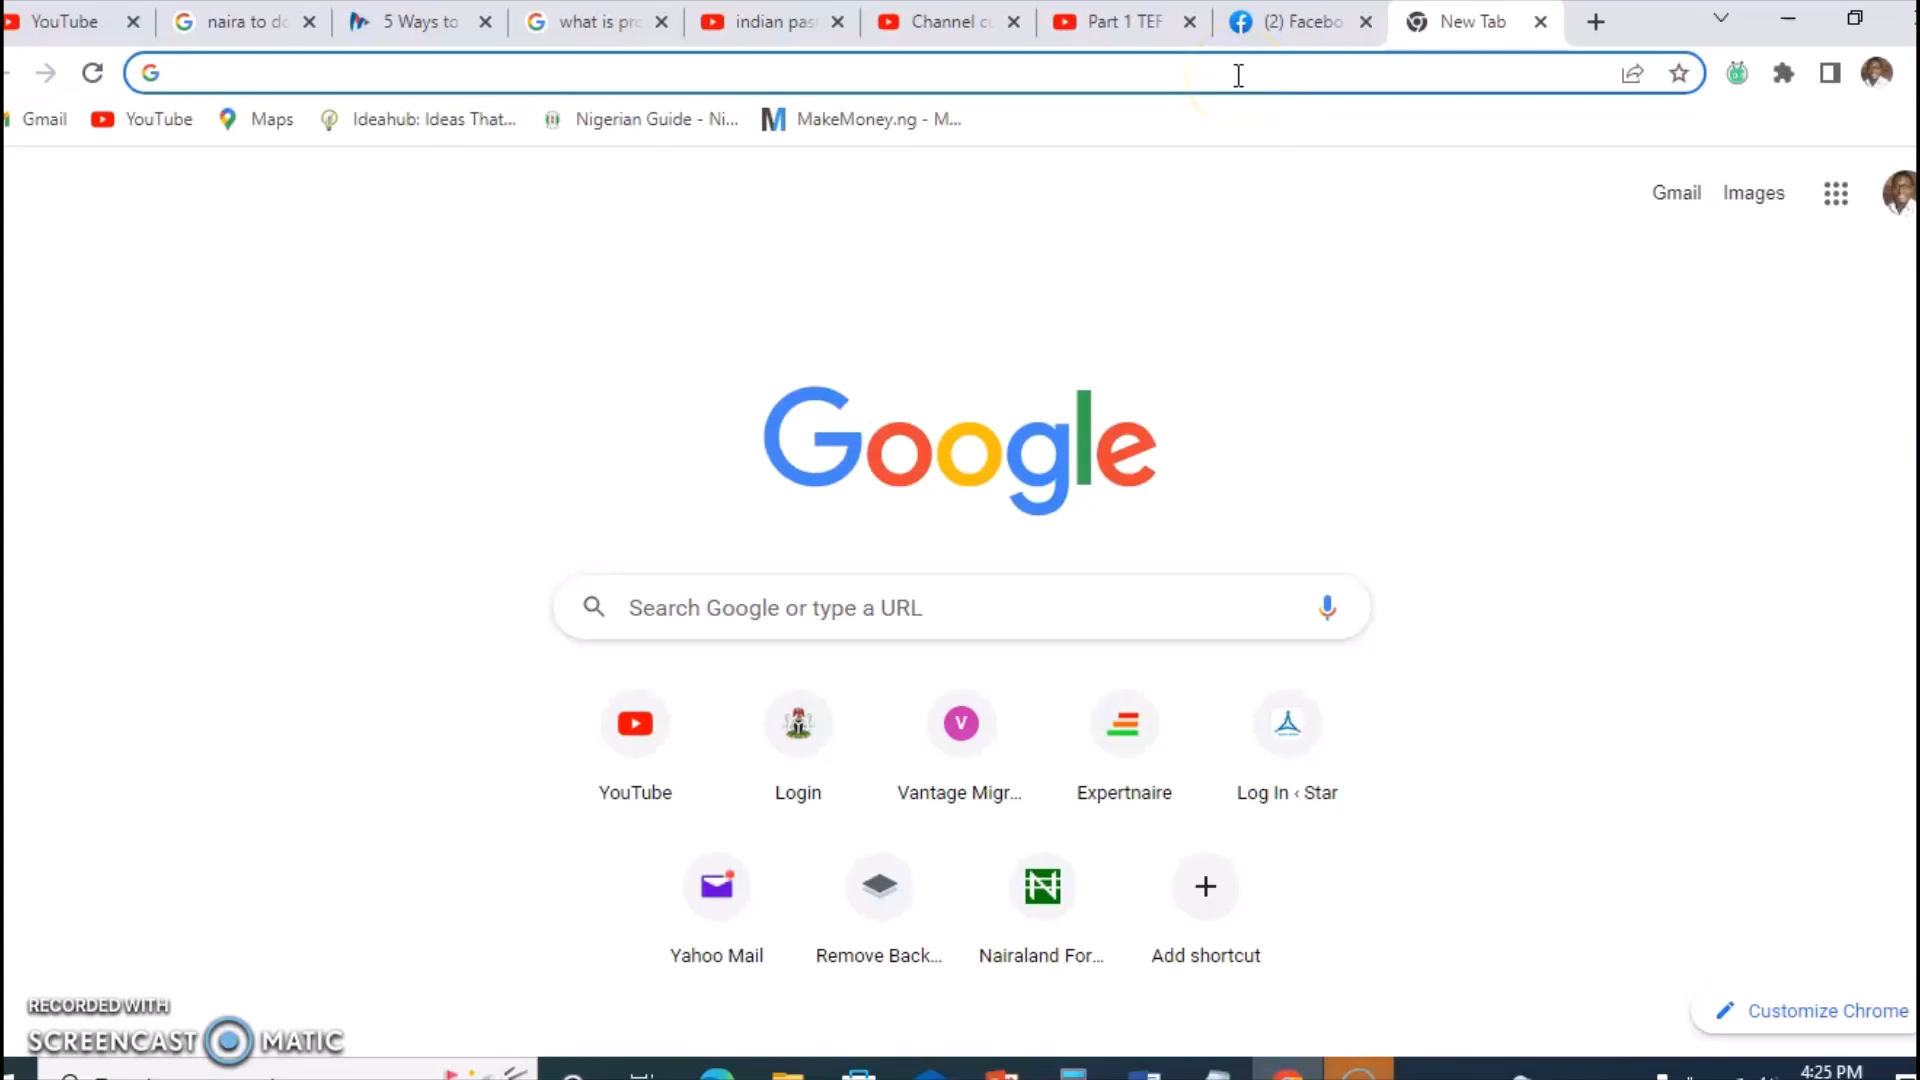 YouTube
naira to do
5 Ways to
what is pro
indian pas
Channel cu
Part 1 TEF
(2) Facebo
New Tab
Gmail
YouTube
Maps
Ideahub: Ideas That...
Nigerian Guide - Ni...
MakeMoney.ng - M...
Gmail
Images
Google
Search Google or type a URL
YouTube
Login
V
Vantage Migr...
Expertnaire
Log In ‹ Star
Yahoo Mail
Remove Back...
Nairaland For...
Add shortcut
RECORDED WITH
SCREENCAST MATIC
Customize Chrome
4:25 PM